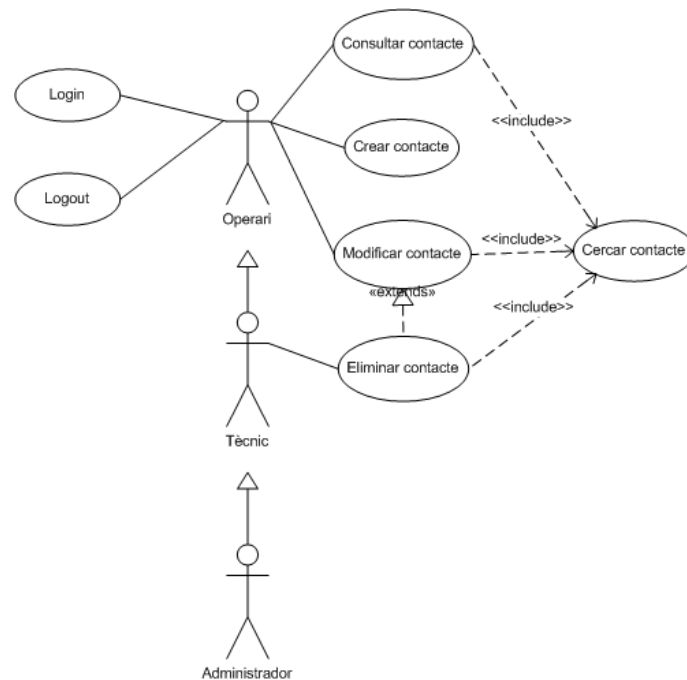 Consultar contacte
Login
<<include>>
Crear contacte
Logout
Operari
Modificar contacte
<<include>>
Cercar contacte
«extends»
<<include>>
Eliminar contacte
Tècnic
Administrador